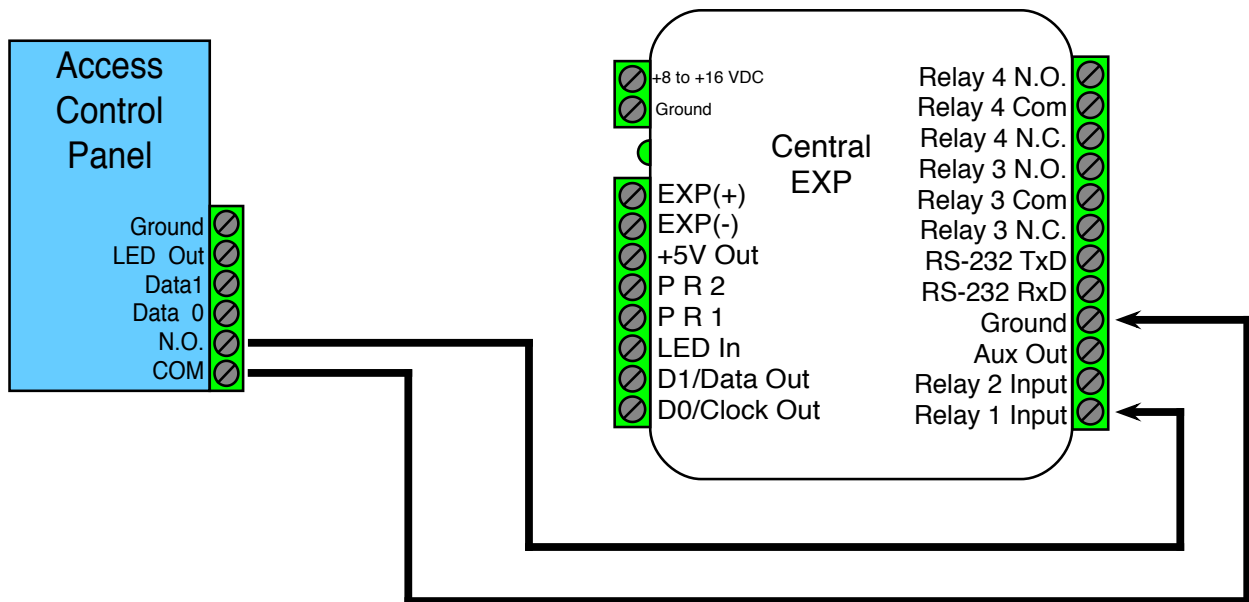 Access
Control
Panel
Ground
LED Out
Data1
Data 0
N.O.
COM
+8 to +16 VDC
Ground
Central
EXP
EXP(+)
EXP(-)
+5V Out
P R 2
P R 1
LED In
D1/Data Out
D0/Clock Out
Relay 4 N.O.
Relay 4 Com
Relay 4 N.C.
Relay 3 N.O.
Relay 3 Com
Relay 3 N.C.
RS-232 TxD
RS-232 RxD
Ground
Aux Out
Relay 2 Input
Relay 1 Input